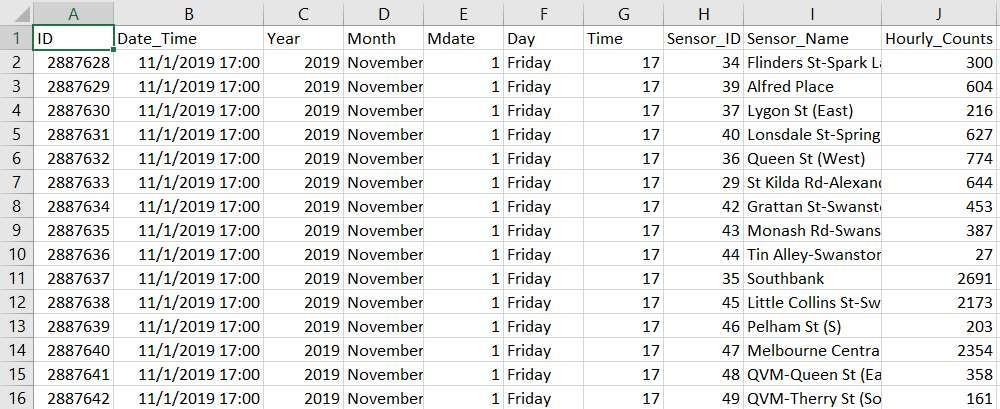 A B C D E F G H I J
1 ID Date_Time Year Month Mdate Day Time Sensor_ID Sensor_Name Hourly_Counts
2 2887628 11/1/2019 17:00 2019 November 1 Friday 17 34 Flinders St-Spark La 300
3 2887629 11/1/2019 17:00 2019 November 1 Friday 17 39 Alfred Place 604
4 2887630 11/1/2019 17:00 2019 November 1 Friday 17 37 Lygon St (East) 216
5 2887631 11/1/2019 17:00 2019 November 1 Friday 17 40 Lonsdale St-Spring 627
6 2887632 11/1/2019 17:00 2019 November 1 Friday 17 36 Queen St (West) 774
7 2887633 11/1/2019 17:00 2019 November 1 Friday 17 29 St Kilda Rd-Alexand 644
8 2887634 11/1/2019 17:00 2019 November 1 Friday 17 42 Grattan St-Swanst 453
9 2887635 11/1/2019 17:00 2019 November 1 Friday 17 43 Monash Rd-Swans 387
10 2887636 11/1/2019 17:00 2019 November 1 Friday 17 44 Tin Alley-Swanstor 27
11 2887637 11/1/2019 17:00 2019 November 1 Friday 17 35 Southbank 2691
12 2887638 11/1/2019 17:00 2019 November 1 Friday 17 45 Little Collins St-Sw 2173
13 2887639 11/1/2019 17:00 2019 November 1 Friday 17 46 Pelham St (S) 203
14 2887640 11/1/2019 17:00 2019 November 1 Friday 17 47 Melbourne Centra 2354
15 2887641 11/1/2019 17:00 2019 November 1 Friday 17 48 QVM-Queen St (Ea 358
16 2887642 11/1/2019 17:00 2019 November 1 Friday 17 49 QVM-Therry St (So 161